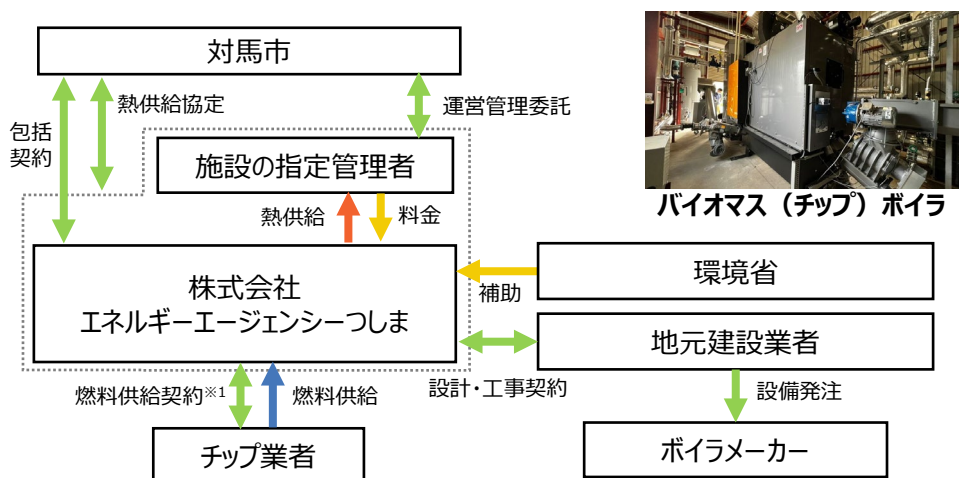 対馬市
熱供給協定
運営管理委託
包括
契約
施設の指定管理者
バイオマス（チップ）ボイラ
熱供給
料金
株式会社
エネルギーエージェンシーつしま
環境省
補助
地元建設業者
燃料供給契約※1
燃料供給
設計・工事契約
設備発注
チップ業者
ボイラメーカー